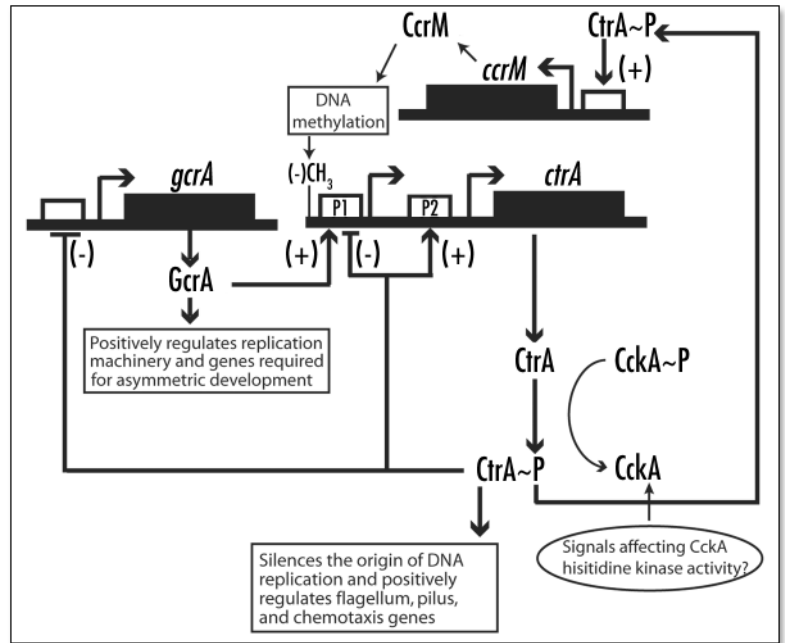 CcrM
CtrA~P
ccrM
(+)
DNA
methylation
(-)CH3
gcrA
ctrA
P1
P2
(-)
(+)
(-)
(+)
GcrA
Positively regulates replication
machinery and genes required
for asymmetric development
CtrA
CckA~P
CtrA~P
CckA
Silences the origin of DNA
replication and positively
regulates flagellum, pilus,
and chemotaxis genes
Signals affecting CckA
hisitidine kinase activity?